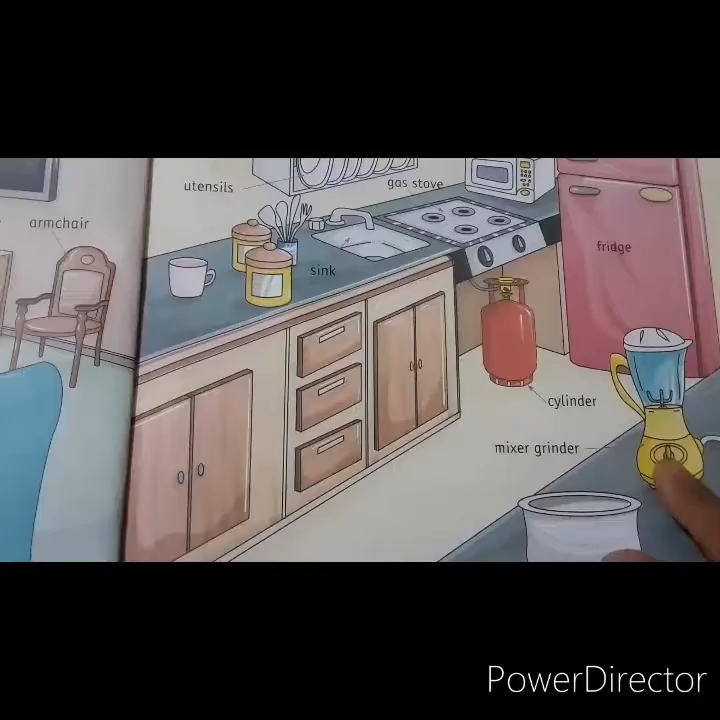 utensils
gas stove
armchair
fridge
sink
cylinder
mixer grinder
PowerDirector